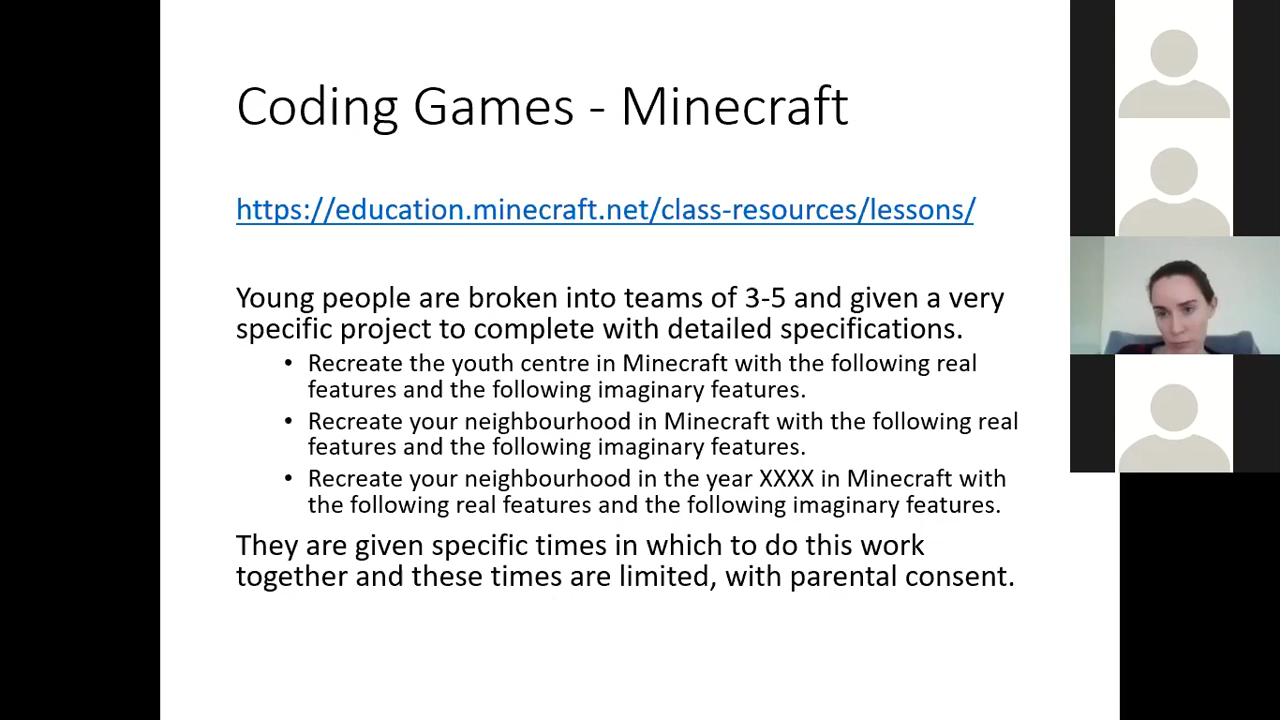 Coding Games - Minecraft
https://education.minecraft.net/class-resources/lessons/
Young people are broken into teams of 3-5 and given a very
specific project to complete with detailed specifications.
• Recreate the youth centre in Minecraft with the following real
features and the following imaginary features.
• Recreate your neighbourhood in Minecraft with the following real
features and the following imaginary features.
• Recreate your neighbourhood in the year XXXX in Minecraft with
the following real features and the following imaginary features.
They are given specific times in which to do this work
together and these times are limited, with parental consent.